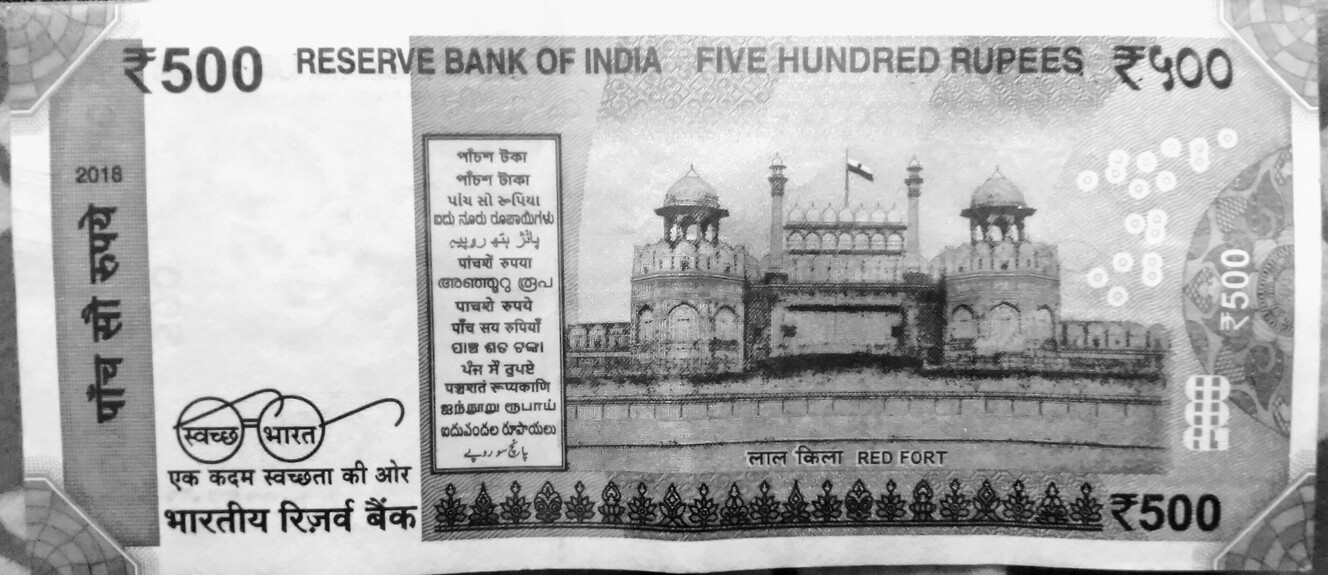 ₹500 RESERVE BANK OF INDIA FIVE HUNDRED RUPEES ₹५००
2018
पाँच सौ रुपये
পাঁচশ টকা
পাঁচশ টাকা
પાંચ સૌ રૂપિયા
ಐದು ನೂರು ರೂಪಾಯಿಗಳು
پانژھ ہتھ روپیہ
पांचशें रुपया
അഞ്ഞൂറു രൂപ
पाचशे रुपये
पाँच सय रुपियाँ
ପାଞ୍ଚ ଶତ ଟଙ୍କା
ਪੰਜ ਸੌ ਰੁਪਏ
पञ्चशतं रूप्यकाणि
ஐந்நூறு ரூபாய்
ఐదువందల రూపాయలు
پانچ سو روپے
₹500
स्वच्छ भारत
एक कदम स्वच्छता की ओर
भारतीय रिज़र्व बैंक
लाल किला RED FORT
₹500